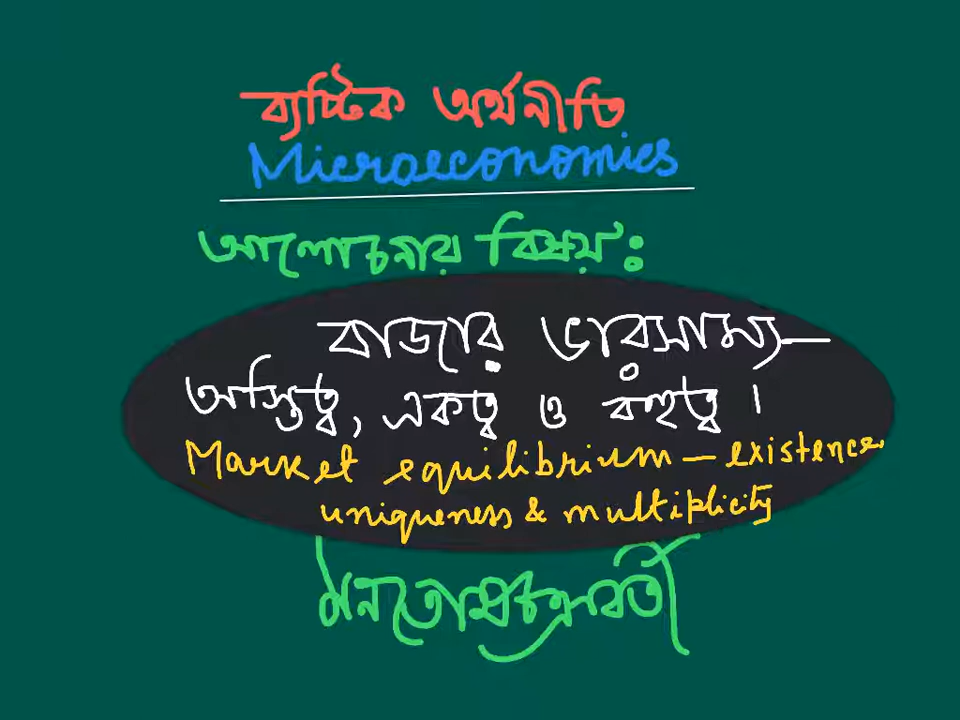 ব্যষ্টিক অর্থনীতি
Microeconomics
আলোচনার বিষয়:
বাজার ভারসাম্য—
অস্তিত্ব, একত্ব ও বহুত্ব ।
Market equilibrium — existence
uniqueness & multiplicity
মনতোষ চক্রবর্তী